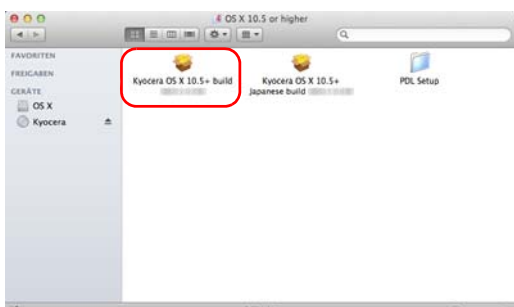 OS X 10.5 or higher
FAVORITEN
FREIGABEN
GERÄTE
OS X
Kyocera
Kyocera OS X 10.5+ build
Kyocera OS X 10.5+
Japanese build
PDL Setup